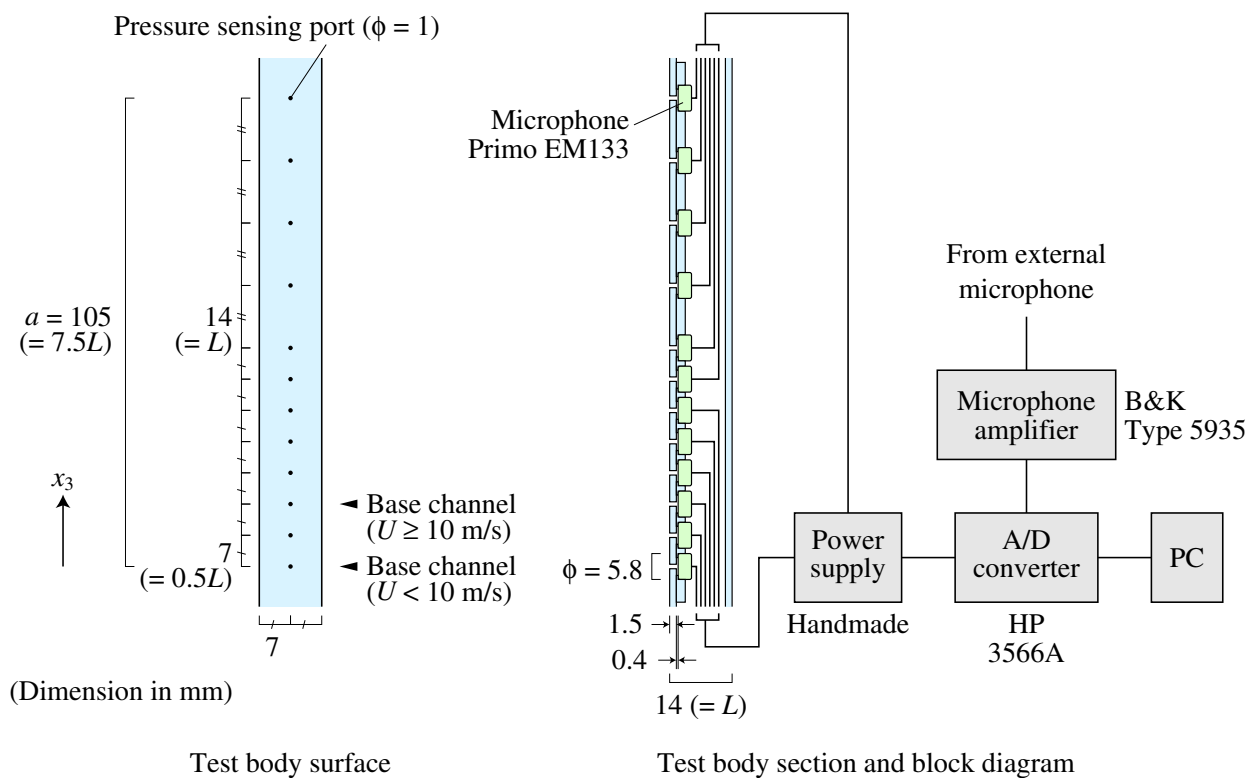 Pressure sensing port (ϕ = 1)
a = 105
(= 7.5L)
14
(= L)
x3
7
(= 0.5L)
Base channel
(U ≥ 10 m/s)
Base channel
(U < 10 m/s)
7
(Dimension in mm)
Test body surface
Microphone
Primo EM133
ϕ = 5.8
1.5
0.4
14 (= L)
From external
microphone
Microphone
amplifier
B&K
Type 5935
Power
supply
Handmade
A/D
converter
HP
3566A
PC
Test body section and block diagram